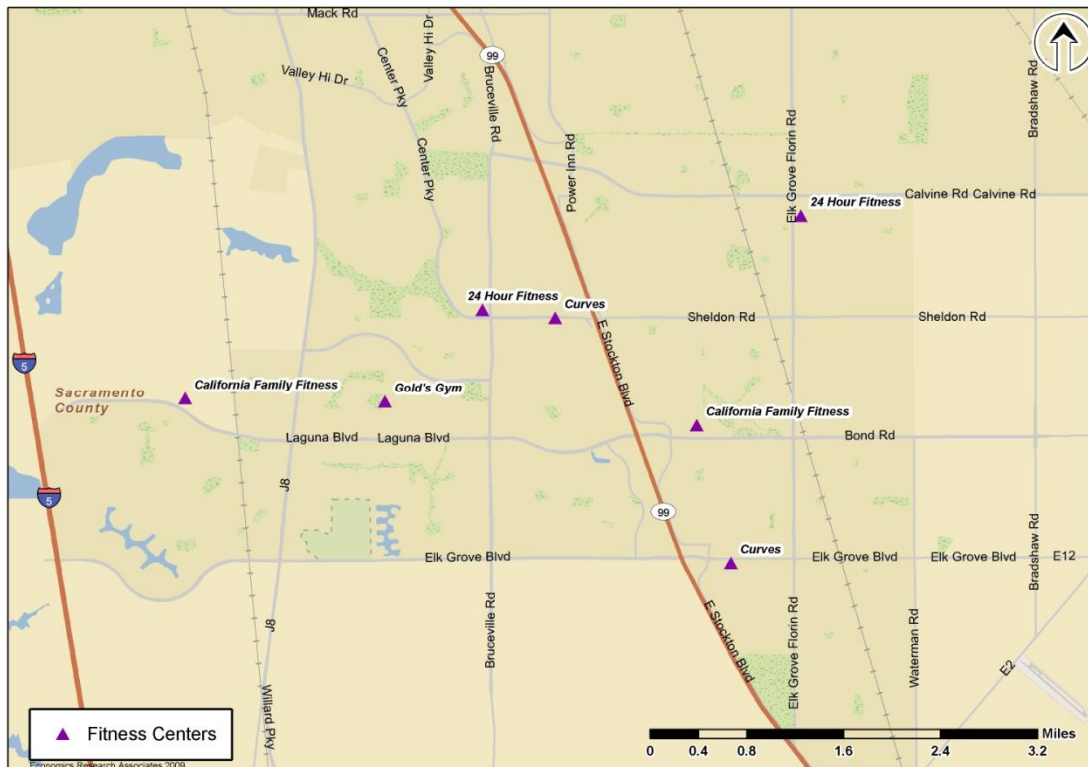 Mack Rd
Valley Hi Dr
Valley Hi Dr
Center Pky
Center Pky
99
Bruceville Rd
Power Inn Rd
Elk Grove Florin Rd
Bradshaw Rd
Calvine Rd
Calvine Rd
24 Hour Fitness
24 Hour Fitness
Curves
Sheldon Rd
Sheldon Rd
E Stockton Blvd
5
Sacramento
County
California Family Fitness
Gold's Gym
California Family Fitness
Laguna Blvd
Laguna Blvd
Bond Rd
J8
5
99
Curves
Elk Grove Blvd
Elk Grove Blvd
Elk Grove Blvd
E12
Bradshaw Rd
J8
Bruceville Rd
E Stockton Blvd
Elk Grove Florin Rd
Waterman Rd
E2
Willard Pky
Fitness Centers
Miles
0 0.4 0.8 1.6 2.4 3.2
Economics Research Associates 2009